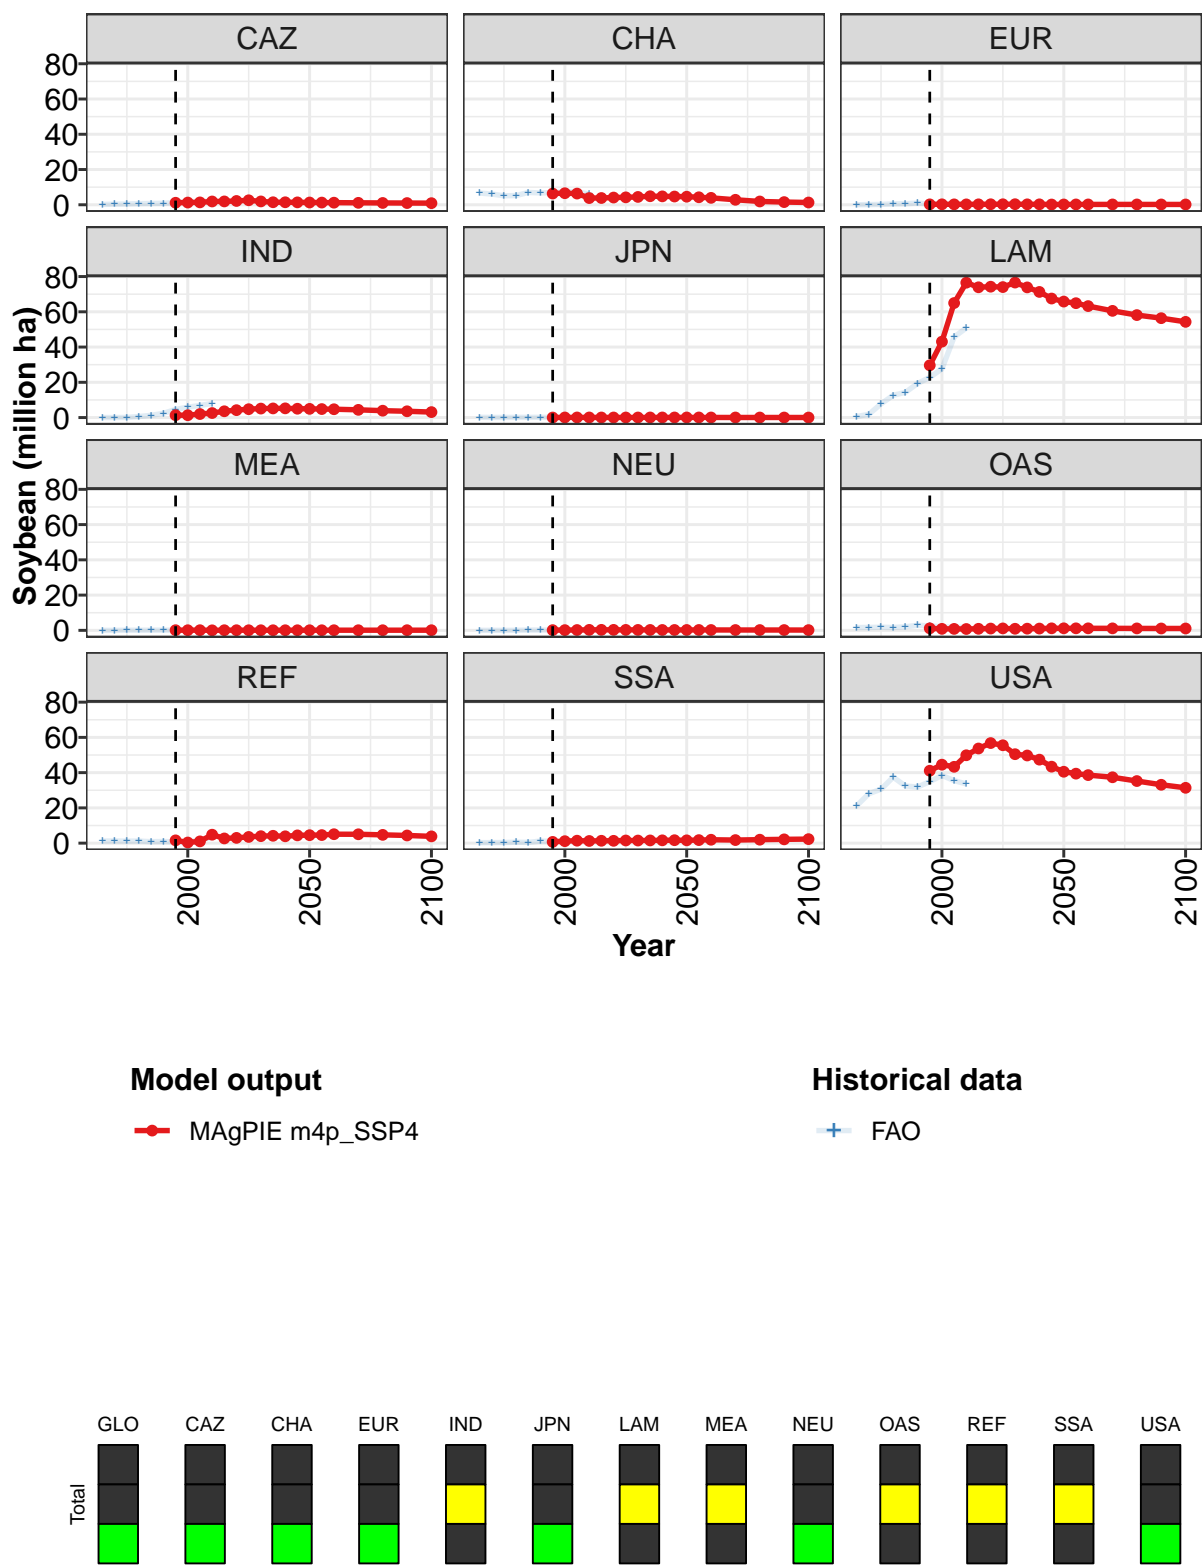 CAZ CHA EUR
80
60
40
20
0
IND JPN LAM
80
60
40
20
0
MEA NEU OAS
80
60
40
20
0
REF SSA USA
80
60
40
20
0
Soybean (million ha)
2000 2050 2100 2000 2050 2100 2000 2050 2100
Year
Model output Historical data
MAgPIE m4p_SSP4 FAO
GLO CAZ CHA EUR IND JPN LAM MEA NEU OAS REF SSA USA
Total